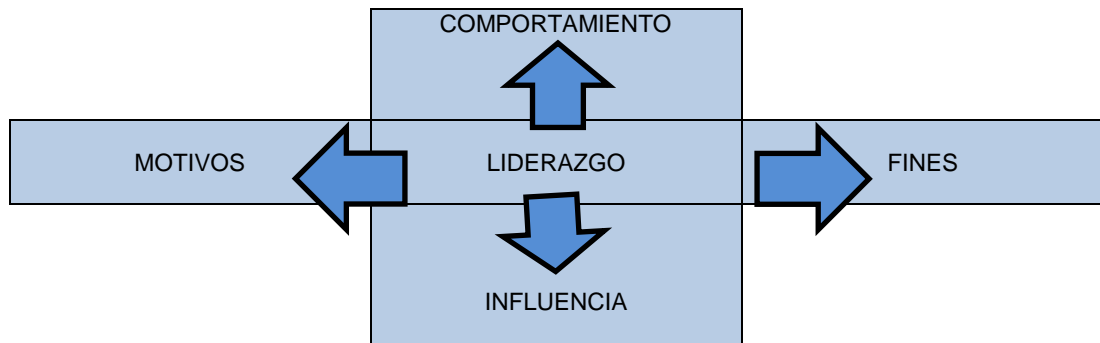 COMPORTAMIENTO
MOTIVOS
LIDERAZGO
FINES
INFLUENCIA